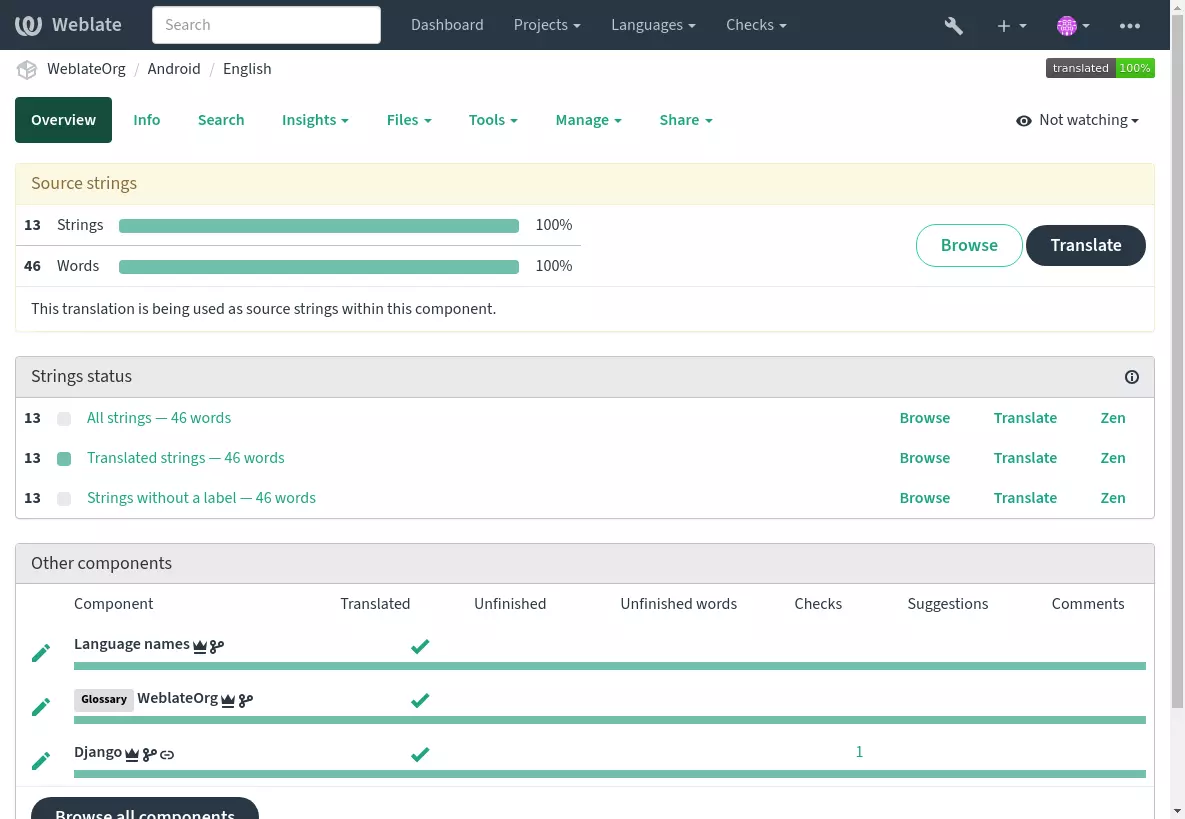 Weblate Search Dashboard Projects Languages Checks
WeblateOrg / Android / English translated 100%
Overview Info Search Insights Files Tools Manage Share Not watching
Source strings
13 Strings 100%
46 Words 100%
Browse Translate
This translation is being used as source strings within this component.
Strings status
13 All strings — 46 words Browse Translate Zen
13 Translated strings — 46 words Browse Translate Zen
13 Strings without a label — 46 words Browse Translate Zen
Other components
Component Translated Unfinished Unfinished words Checks Suggestions Comments
Language names
Glossary WeblateOrg
Django 1
Browse all components